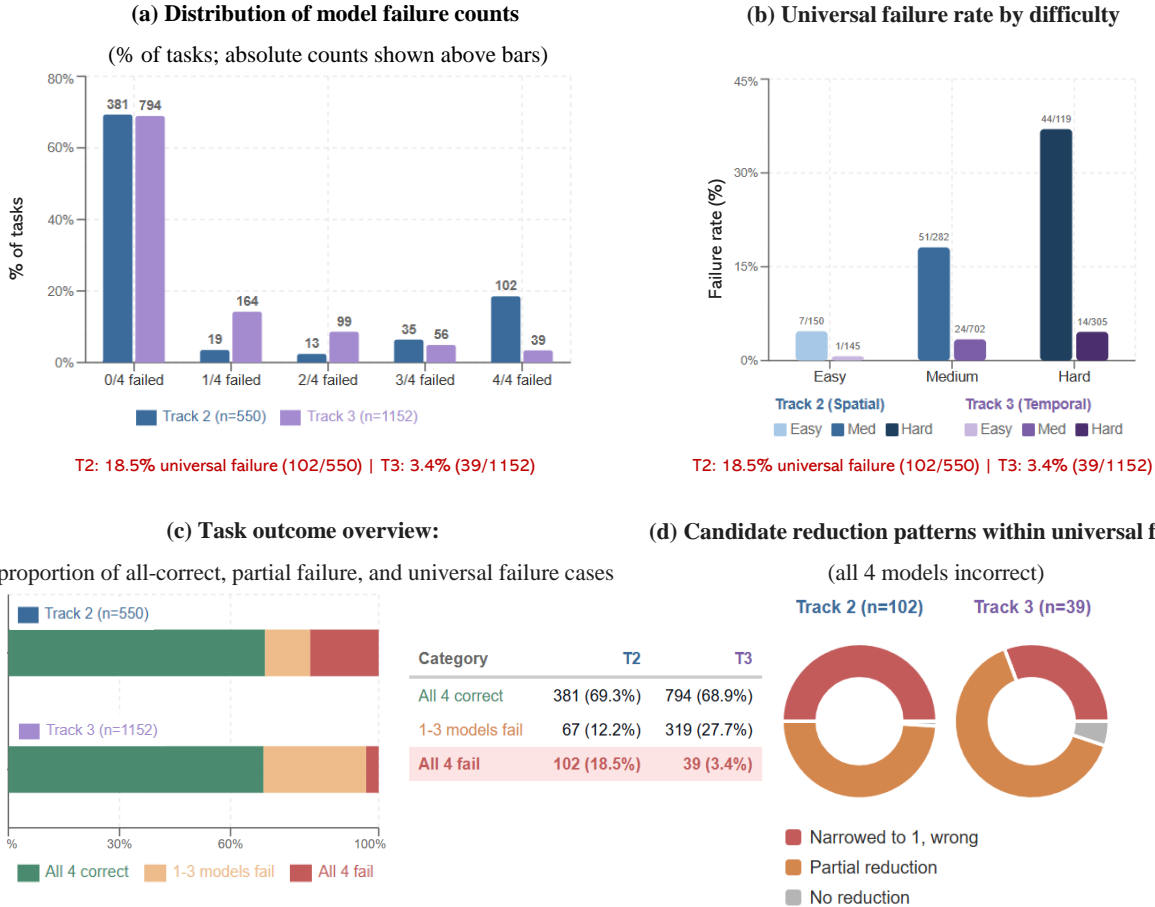 (a) Distribution of model failure counts
(% of tasks; absolute counts shown above bars)
80%
60%
40%
20%
0%
% of tasks
381 794
19 164
13 99
35 56
102 39
0/4 failed 1/4 failed 2/4 failed 3/4 failed 4/4 failed
Track 2 (n=550) Track 3 (n=1152)
T2: 18.5% universal failure (102/550) | T3: 3.4% (39/1152)
(b) Universal failure rate by difficulty
45%
30%
15%
0%
Failure rate (%)
7/150 1/145
51/282 24/702
44/119 14/305
Easy Medium Hard
Track 2 (Spatial) Track 3 (Temporal)
Easy Med Hard Easy Med Hard
T2: 18.5% universal failure (102/550) | T3: 3.4% (39/1152)
(c) Task outcome overview:
proportion of all-correct, partial failure, and universal failure cases
Track 2 (n=550)
Track 3 (n=1152)
% 30% 60% 100%
All 4 correct 1-3 models fail All 4 fail
Category T2 T3
All 4 correct 381 (69.3%) 794 (68.9%)
1-3 models fail 67 (12.2%) 319 (27.7%)
All 4 fail 102 (18.5%) 39 (3.4%)
(d) Candidate reduction patterns within universal f
(all 4 models incorrect)
Track 2 (n=102) Track 3 (n=39)
Narrowed to 1, wrong
Partial reduction
No reduction